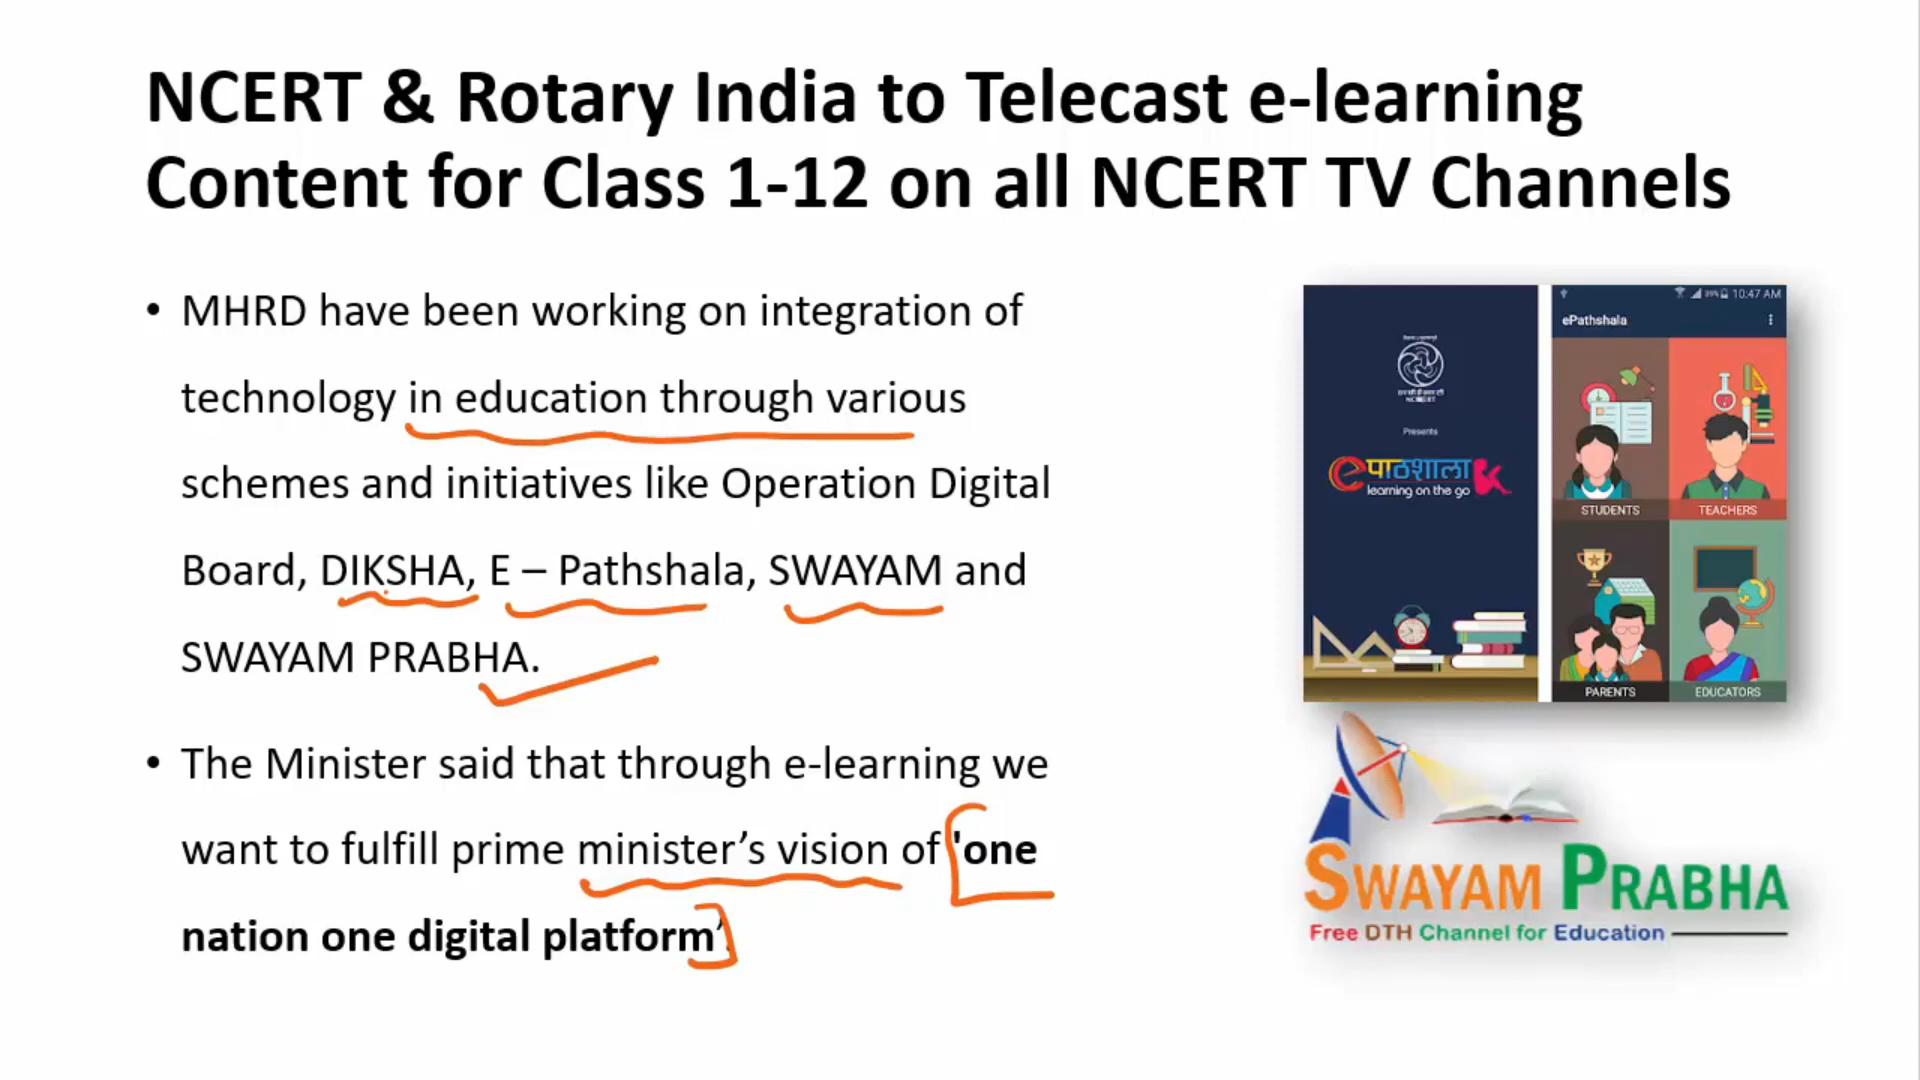 NCERT & Rotary India to Telecast e-learning
Content for Class 1-12 on all NCERT TV Channels
• MHRD have been working on integration of
technology in education through various
schemes and initiatives like Operation Digital
Board, DIKSHA, E – Pathshala, SWAYAM and
SWAYAM PRABHA.
• The Minister said that through e-learning we
want to fulfill prime minister’s vision of 'one
nation one digital platform’.
NCERT
Presents
eपाठशाला
learning on the go
39% 10:47 AM
ePathshala
STUDENTS
TEACHERS
PARENTS
EDUCATORS
SWAYAM PRABHA
Free DTH Channel for Education